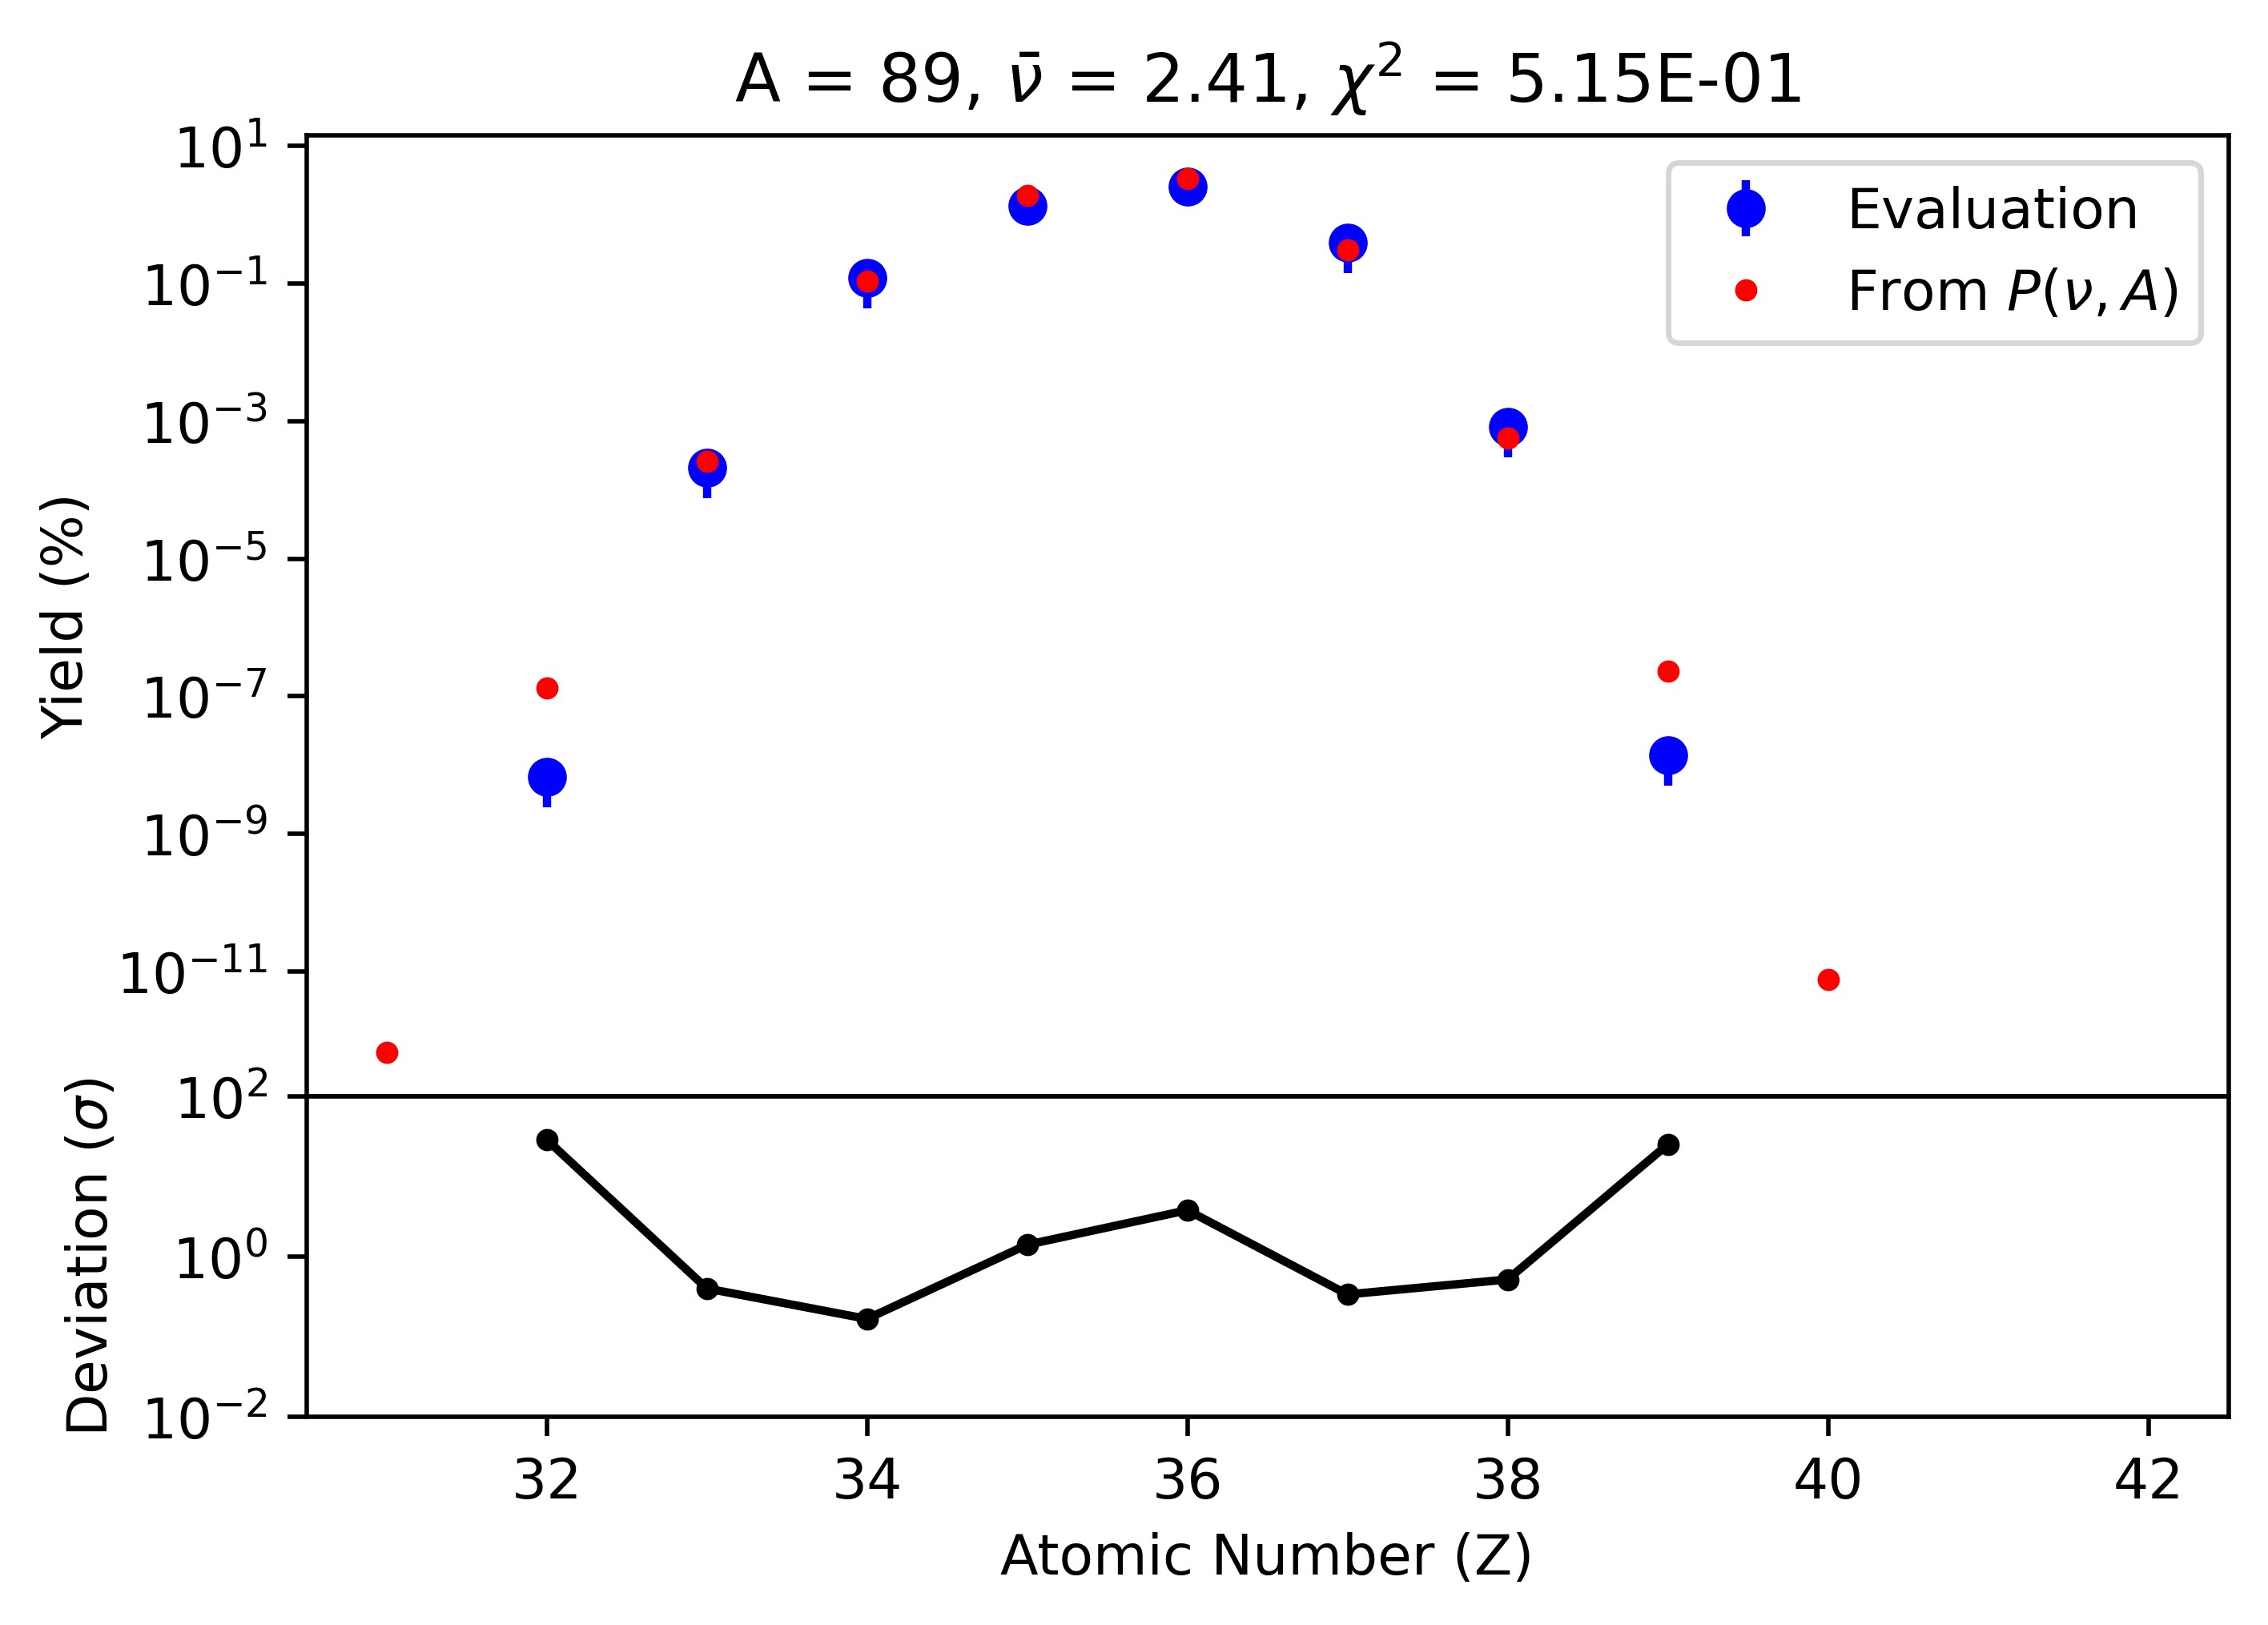 A = 89, ν̄ = 2.41, χ² = 5.15E-01
Evaluation
From P(ν, A)
Yield (%)
10¹
10⁻¹
10⁻³
10⁻⁵
10⁻⁷
10⁻⁹
10⁻¹¹
Deviation (σ)
10²
10⁰
10⁻²
32 34 36 38 40 42
Atomic Number (Z)